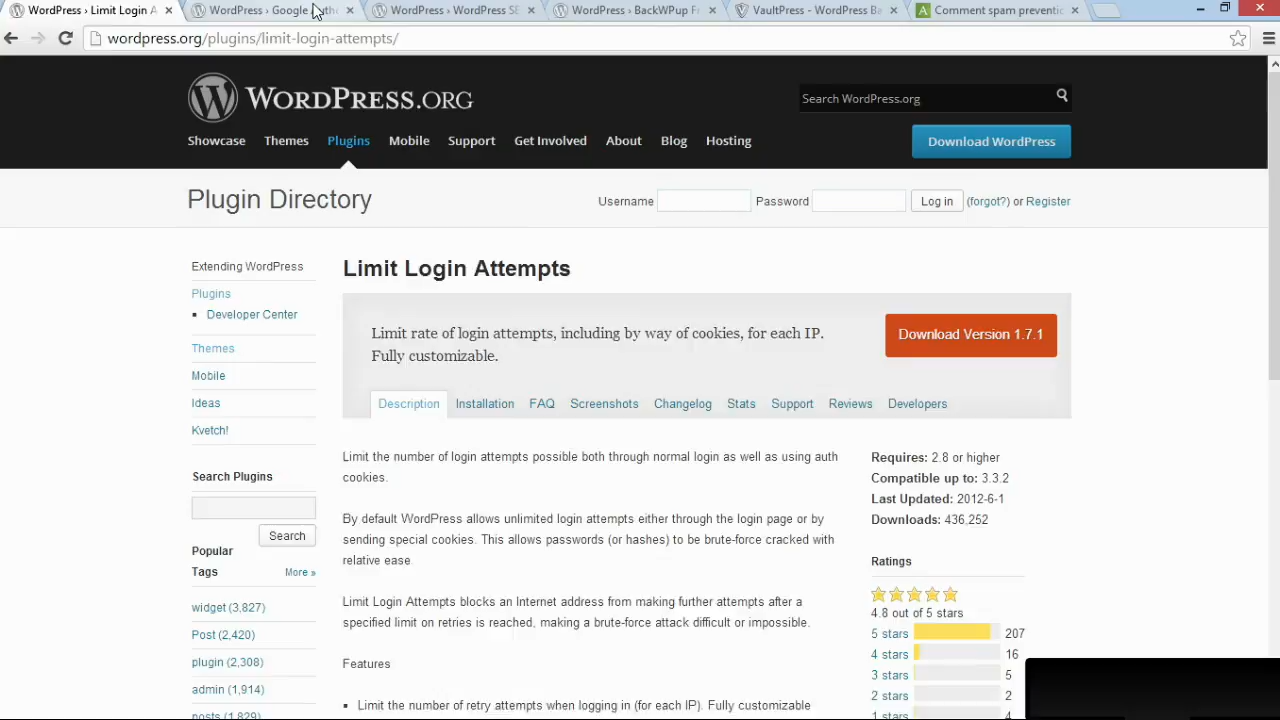 WordPress › Limit Login A
WordPress › Google Authe
WordPress › WordPress SE
WordPress › BackWPup Fr
VaultPress - WordPress Ba
Comment spam preventic
wordpress.org/plugins/limit-login-attempts/
WORDPRESS.ORG
Search WordPress.org
Showcase Themes Plugins Mobile Support Get Involved About Blog Hosting
Download WordPress
Plugin Directory
Username Password Log in (forgot?) or Register
Extending WordPress
Plugins
Developer Center
Themes
Mobile
Ideas
Kvetch!
Search Plugins
Search
Popular
Tags More »
widget (3,827)
Post (2,420)
plugin (2,308)
admin (1,914)
posts (1,829)
Limit Login Attempts
Limit rate of login attempts, including by way of cookies, for each IP.
Fully customizable.
Download Version 1.7.1
Description Installation FAQ Screenshots Changelog Stats Support Reviews Developers
Limit the number of login attempts possible both through normal login as well as using auth
cookies.
By default WordPress allows unlimited login attempts either through the login page or by
sending special cookies. This allows passwords (or hashes) to be brute-force cracked with
relative ease.
Limit Login Attempts blocks an Internet address from making further attempts after a
specified limit on retries is reached, making a brute-force attack difficult or impossible.
Features
Limit the number of retry attempts when logging in (for each IP). Fully customizable
Requires: 2.8 or higher
Compatible up to: 3.3.2
Last Updated: 2012-6-1
Downloads: 436,252
Ratings
4.8 out of 5 stars
5 stars 207
4 stars 16
3 stars 5
2 stars 2
1 stars 4